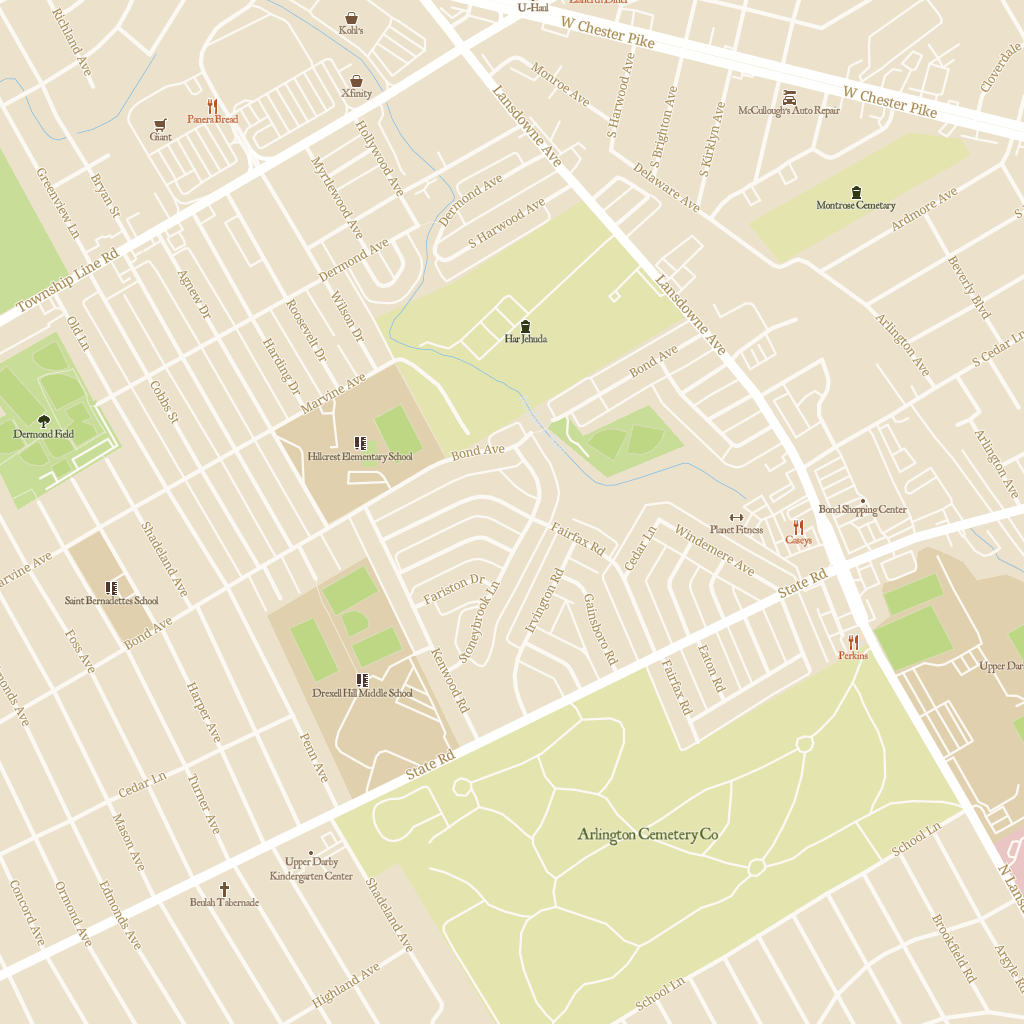 U-Haul
W Chester Pike
Kohl's
Richland Ave
Cloverdale
Monroe Ave
S Harwood Ave
Xfinity
W Chester Pike
McCullough's Auto Repair
Panera Bread
Giant
Lansdowne Ave
S Brighton Ave
S Kirklyn Ave
Hollywood Ave
Myrtlewood Ave
Delaware Ave
Greenview Ln
Bryan St
Dermond Ave
S Harwood Ave
Montrose Cemetary
Ardmore Ave
Township Line Rd
Dermond Ave
Agnew Dr
Beverly Blvd
Roosevelt Dr
Wilson Dr
Lansdowne Ave
Old Ln
Har Jehuda
Arlington Ave
S Cedar Ln
Harding Dr
Bond Ave
Marvine Ave
Cobbs St
Dermond Field
Hillcrest Elementary School
Bond Ave
Arlington Ave
Bond Shopping Center
Planet Fitness
Caseys
Shadeland Ave
Fairfax Rd
Cedar Ln
Windemere Ave
State Rd
Saint Bernadettes School
Fariston Dr
Irvington Rd
Stoneybrook Ln
Gainsboro Rd
Bond Ave
Foss Ave
Perkins
Upper Dar
Kenwood Rd
Eaton Rd
Fairfax Rd
Drexell Hill Middle School
Harper Ave
Penn Ave
State Rd
Cedar Ln
Turner Ave
Mason Ave
Arlington Cemetery Co
School Ln
Upper Darby
Kindergarten Center
Beulah Tabernade
Concord Ave
Ormond Ave
Edmonds Ave
Shadeland Ave
Highland Ave
School Ln
Brookfield Rd
Argyle Rd